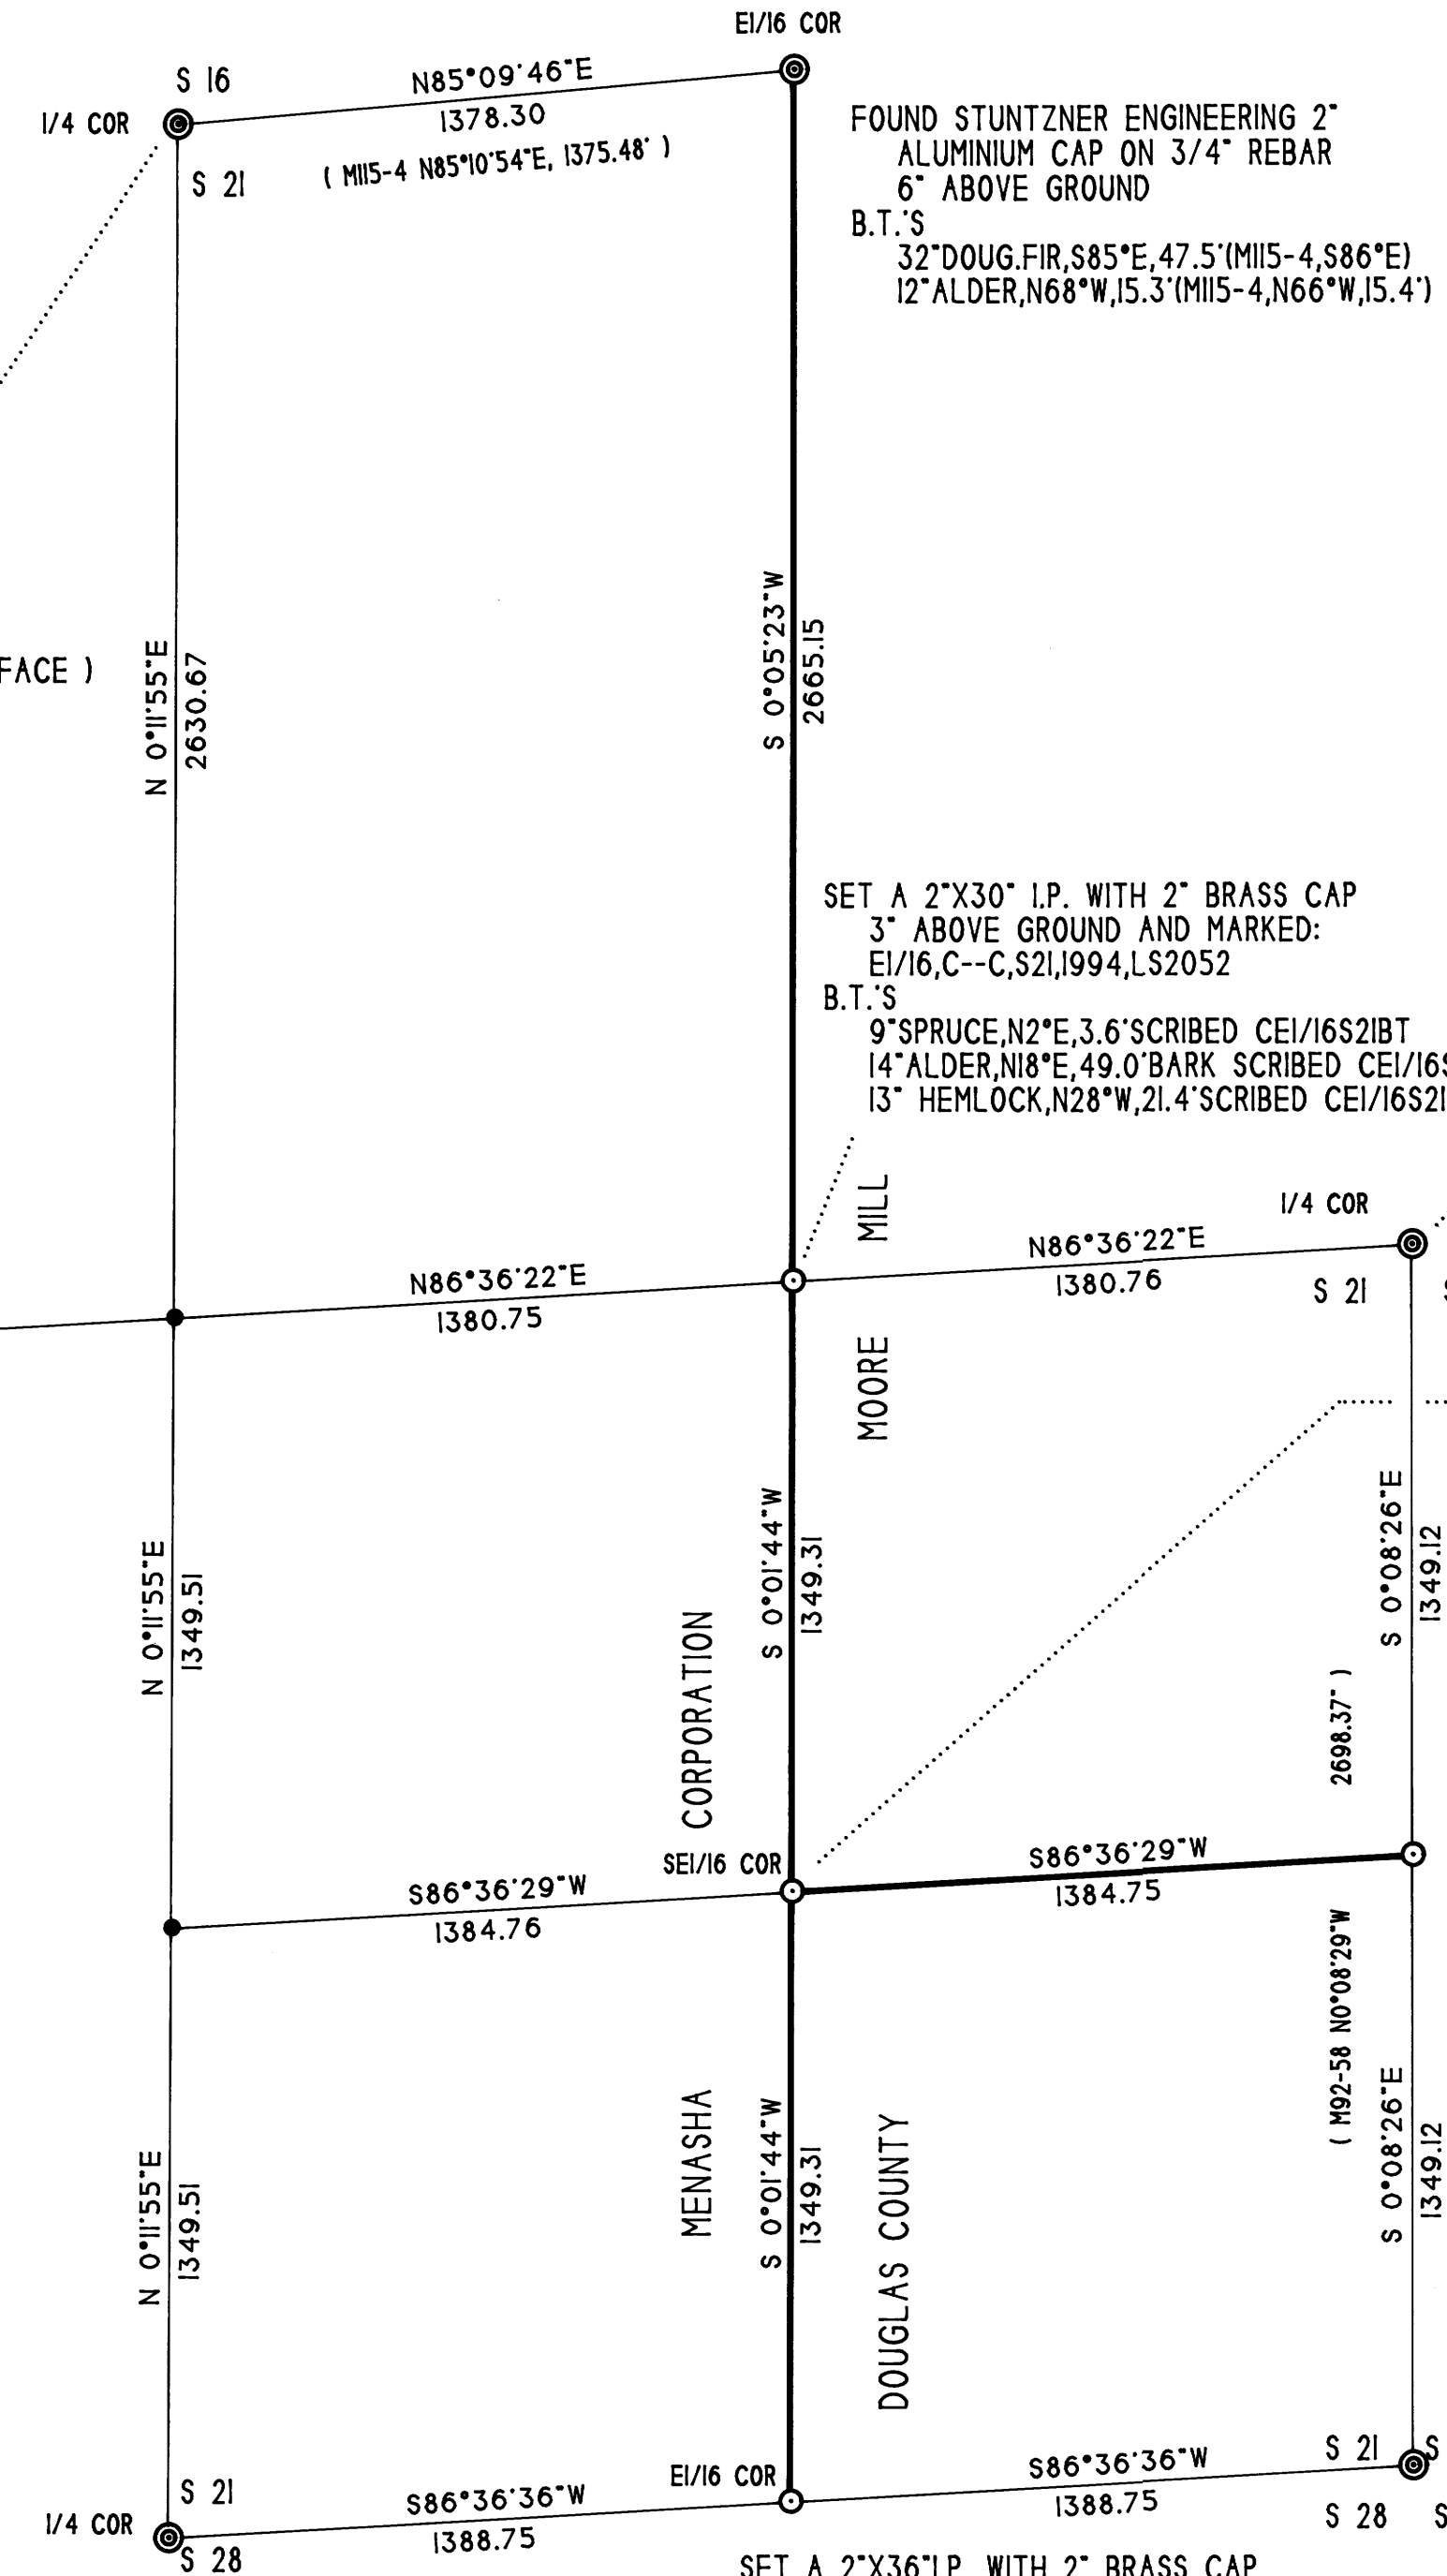 E1/16 COR
S 16
N85°09'46"E
1/4 COR
1378.30
S 21
( M115-4 N85°10'54"E, 1375.48' )
FOUND STUNTZNER ENGINEERING 2"
ALUMINIUM CAP ON 3/4" REBAR
6" ABOVE GROUND
B.T.'S
32"DOUG.FIR,S85°E,47.5'(M115-4,S86°E)
12"ALDER,N68°W,15.3'(M115-4,N66°W,15.4')
S 0°05'23"W
2665.15
N 0°11'55"E
2630.67
FACE )
SET A 2"X30" I.P. WITH 2" BRASS CAP
3" ABOVE GROUND AND MARKED:
E1/16,C--C,S21,1994,LS2052
B.T.'S
9"SPRUCE,N2°E,3.6'SCRIBED CE1/16S21BT
14"ALDER,N18°E,49.0'BARK SCRIBED CE1/16S
13" HEMLOCK,N28°W,21.4'SCRIBED CE1/16S21
MOORE MILL
1/4 COR
N86°36'22"E
1380.76
S 21
N86°36'22"E
1380.75
S 0°01'44"W
1349.31
S 0°08'26"E
1349.12
N 0°11'55"E
1349.51
MENASHA CORPORATION
( M92-58 N0°08'29"W 2698.37" )
SE1/16 COR
S86°36'29"W
1384.75
S86°36'29"W
1384.76
S 0°01'44"W
1349.31
DOUGLAS COUNTY
S 0°08'26"E
1349.12
N 0°11'55"E
1349.51
S 21
S
S86°36'36"W
1388.75
S 28
S
E1/16 COR
S 21
S86°36'36"W
1388.75
1/4 COR
S 28
SET A 2"X36"I.P. WITH 2" BRASS CAP